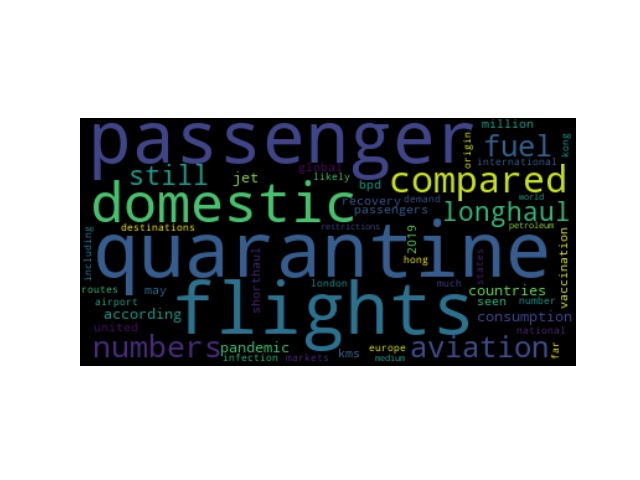 passenger million
origin kong
fuel
international
global
still jet likely compared
bpd
world
domestic recovery demand
passengers longhaul
destinations restrictions petroleum
including quarantine 2019 vaccination
hong
shorthaul states
routes may london much countries
airport flights seen number
according consumption
united national
numbers pandemic aviation
infection markets kms europe medium far